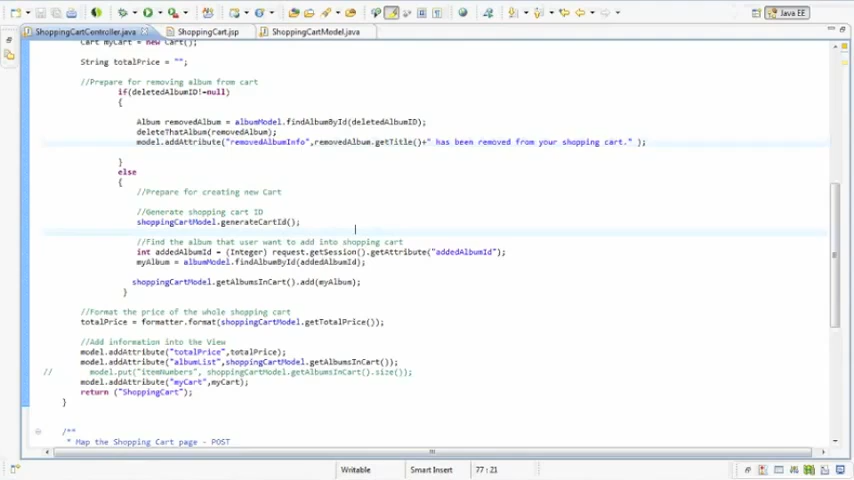 Java EE
ShoppingCartController.java
ShoppingCart.jsp
ShoppingCartModel.java
Cart myCart = new Cart();
String totalPrice = "";
//Prepare for removing album from cart
if(deletedAlbumID!=null)
{
Album removedAlbum = albumModel.findAlbumById(deletedAlbumID);
deleteThatAlbum(removedAlbum);
model.addAttribute("removedAlbumInfo",removedAlbum.getTitle()+" has been removed from your shopping cart." );
}
else
{
//Prepare for creating new Cart
//Generate shopping cart ID
shoppingCartModel.generateCartId();
//Find the album that user want to add into shopping cart
int addedAlbumId = (Integer) request.getSession().getAttribute("addedAlbumId");
myAlbum = albumModel.findAlbumById(addedAlbumId);
shoppingCartModel.getAlbumsInCart().add(myAlbum);
}
//Format the price of the whole shopping cart
totalPrice = formatter.format(shoppingCartModel.getTotalPrice());
//Add information into the View
model.addAttribute("totalPrice",totalPrice);
model.addAttribute("albumList",shoppingCartModel.getAlbumsInCart());
// model.put("itemNumbers", shoppingCartModel.getAlbumsInCart().size());
model.addAttribute("myCart",myCart);
return ("ShoppingCart");
}
/**
* Map the Shopping Cart page - POST
Writable
Smart Insert
77 : 21